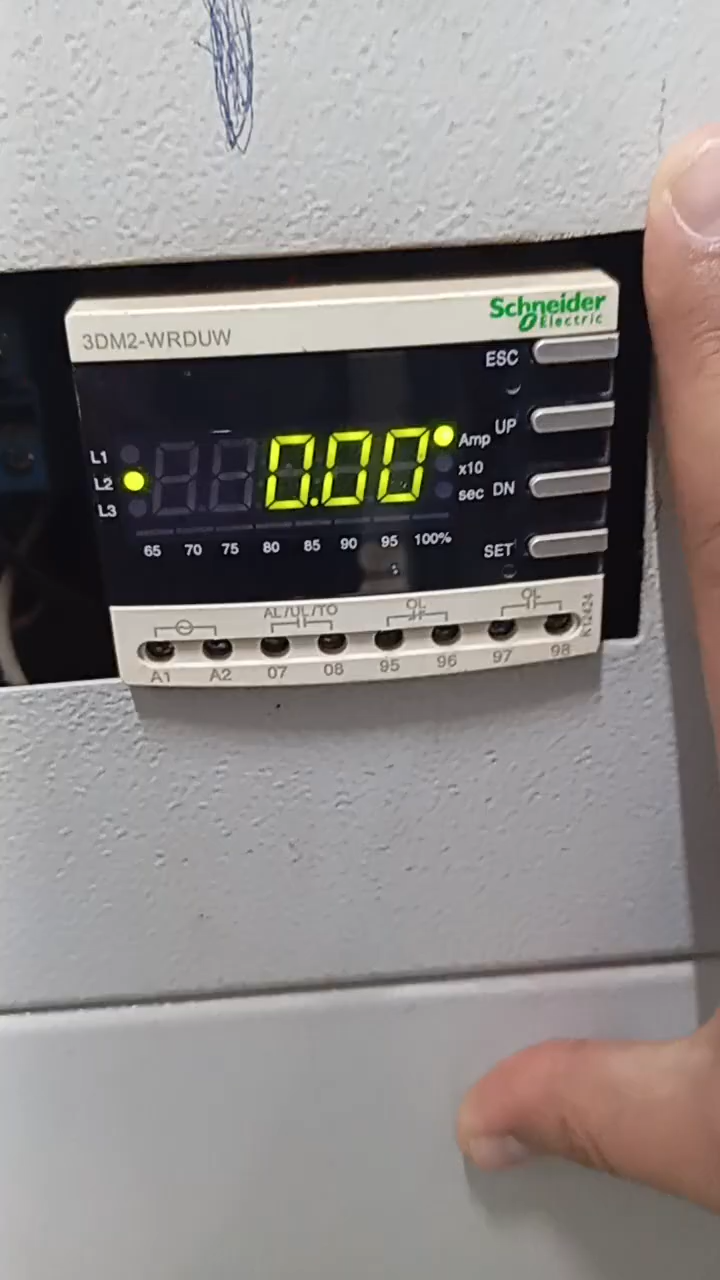 Schneider
Electric
3DM2-WRDUW
ESC
UP
DN
SET
L1
L2
L3
0.00
Amp
x10
sec
65 70 75 80 85 90 95 100%
AL/UL/TO OL OL
A1 A2 07 08 95 96 97 98
K12424